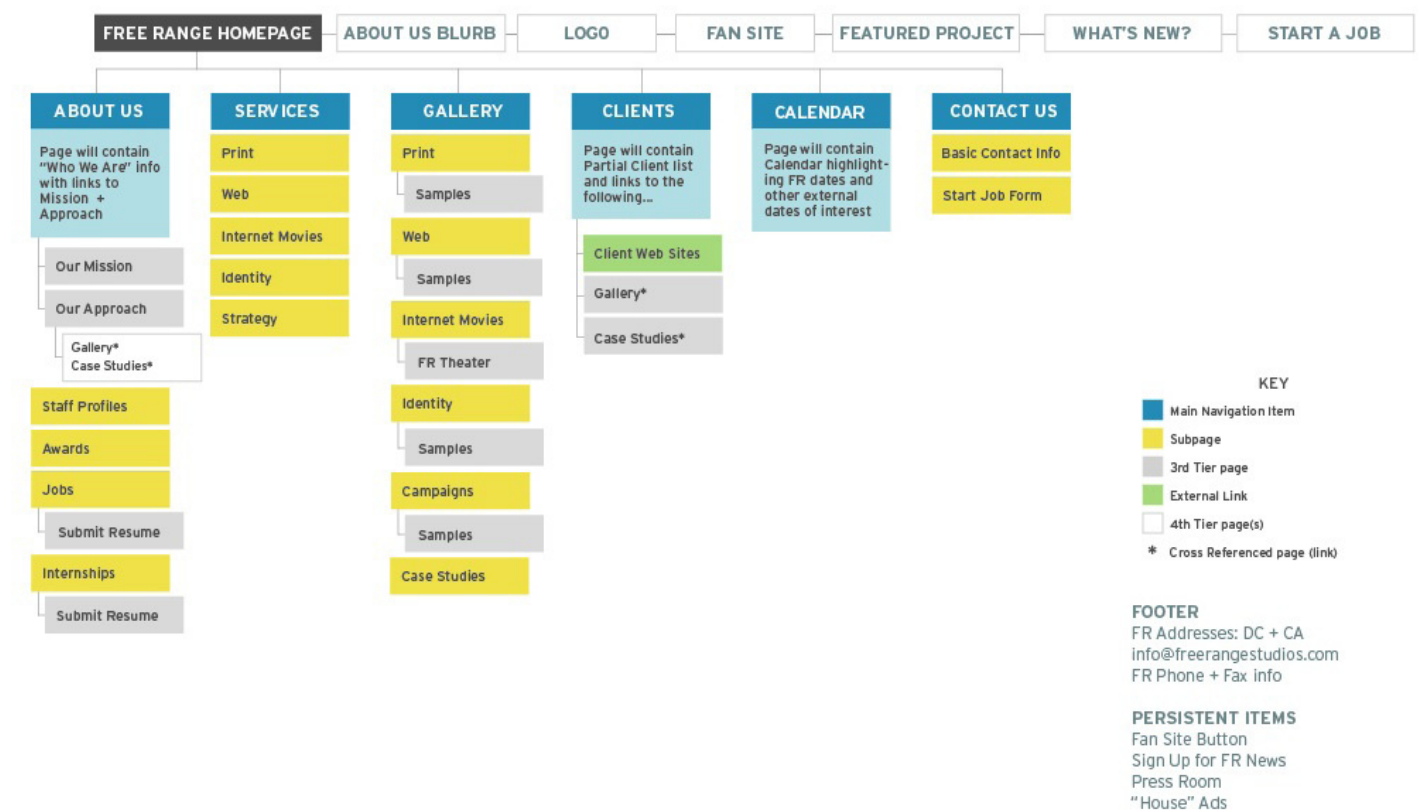 FREE RANGE HOMEPAGE
ABOUT US BLURB
LOGO
FAN SITE
FEATURED PROJECT
WHAT'S NEW?
START A JOB
ABOUT US
Page will contain
"Who We Are" info
with links to
Mission +
Approach
Our Mission
Our Approach
Gallery*
Case Studies*
Staff Profiles
Awards
Jobs
Submit Resume
Internships
Submit Resume
SERVICES
Print
Web
Internet Movies
Identity
Strategy
GALLERY
Print
Samples
Web
Samples
Internet Movies
FR Theater
Identity
Samples
Campaigns
Samples
Case Studies
CLIENTS
Page will contain
Partial Client list
and links to the
following...
Client Web Sites
Gallery*
Case Studies*
CALENDAR
Page will contain
Calendar highlight-
ing FR dates and
other external
dates of interest
CONTACT US
Basic Contact Info
Start Job Form
KEY
Main Navigation Item
Subpage
3rd Tier page
External Link
4th Tier page(s)
* Cross Referenced page (link)
FOOTER
FR Addresses: DC + CA
info@freerangestudios.com
FR Phone + Fax info
PERSISTENT ITEMS
Fan Site Button
Sign Up for FR News
Press Room
"House" Ads